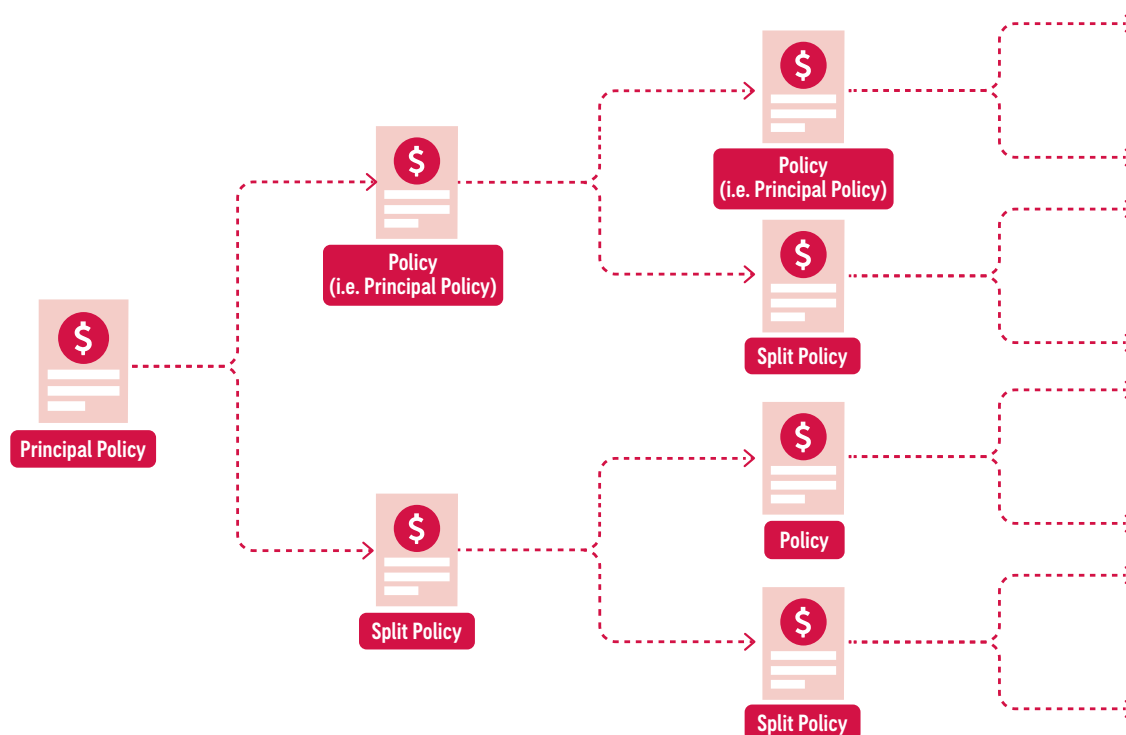 $
Policy
(i.e. Principal Policy)
$
Policy
(i.e. Principal Policy)
$
Split Policy
$
Principal Policy
$
Policy
$
Split Policy
$
Split Policy